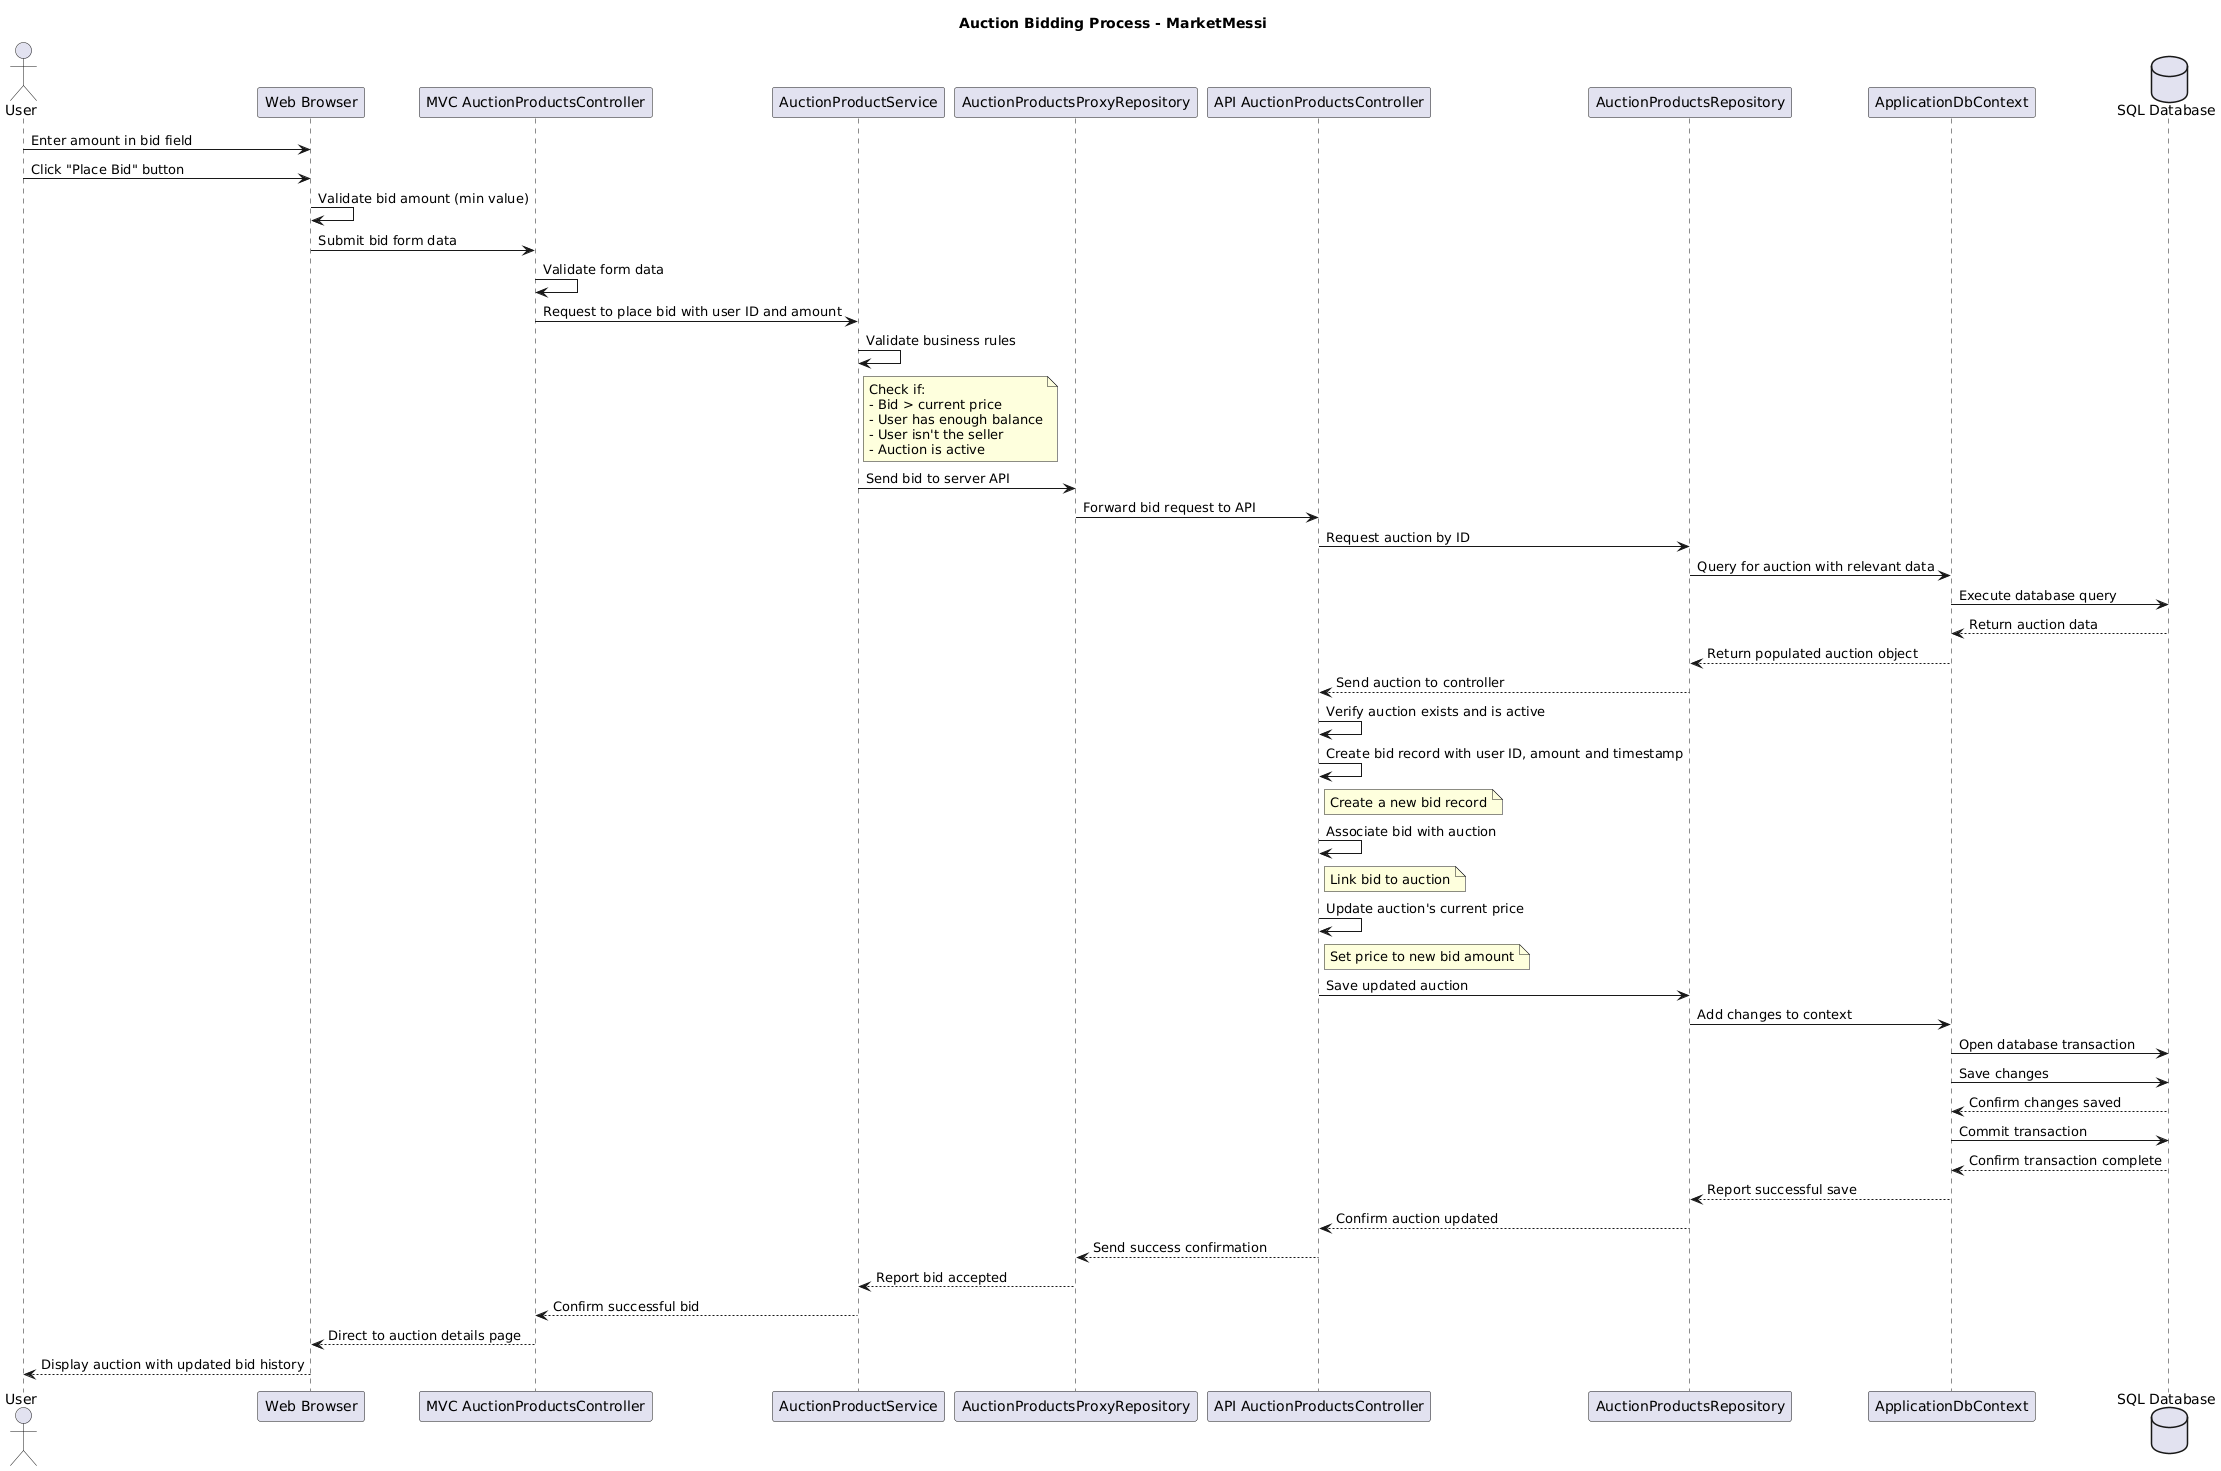 Auction Bidding Process - MarketMessi
User
Web Browser
MVC AuctionProductsController
AuctionProductService
AuctionProductsProxyRepository
API AuctionProductsController
AuctionProductsRepository
ApplicationDbContext
SQL Database
Enter amount in bid field
Click "Place Bid" button
Validate bid amount (min value)
Submit bid form data
Validate form data
Request to place bid with user ID and amount
Validate business rules
Check if:
- Bid > current price
- User has enough balance
- User isn't the seller
- Auction is active
Send bid to server API
Forward bid request to API
Request auction by ID
Query for auction with relevant data
Execute database query
Return auction data
Return populated auction object
Send auction to controller
Verify auction exists and is active
Create bid record with user ID, amount and timestamp
Create a new bid record
Associate bid with auction
Link bid to auction
Update auction's current price
Set price to new bid amount
Save updated auction
Add changes to context
Open database transaction
Save changes
Confirm changes saved
Commit transaction
Confirm transaction complete
Report successful save
Confirm auction updated
Send success confirmation
Report bid accepted
Confirm successful bid
Direct to auction details page
Display auction with updated bid history
User
Web Browser
MVC AuctionProductsController
AuctionProductService
AuctionProductsProxyRepository
API AuctionProductsController
AuctionProductsRepository
ApplicationDbContext
SQL Database